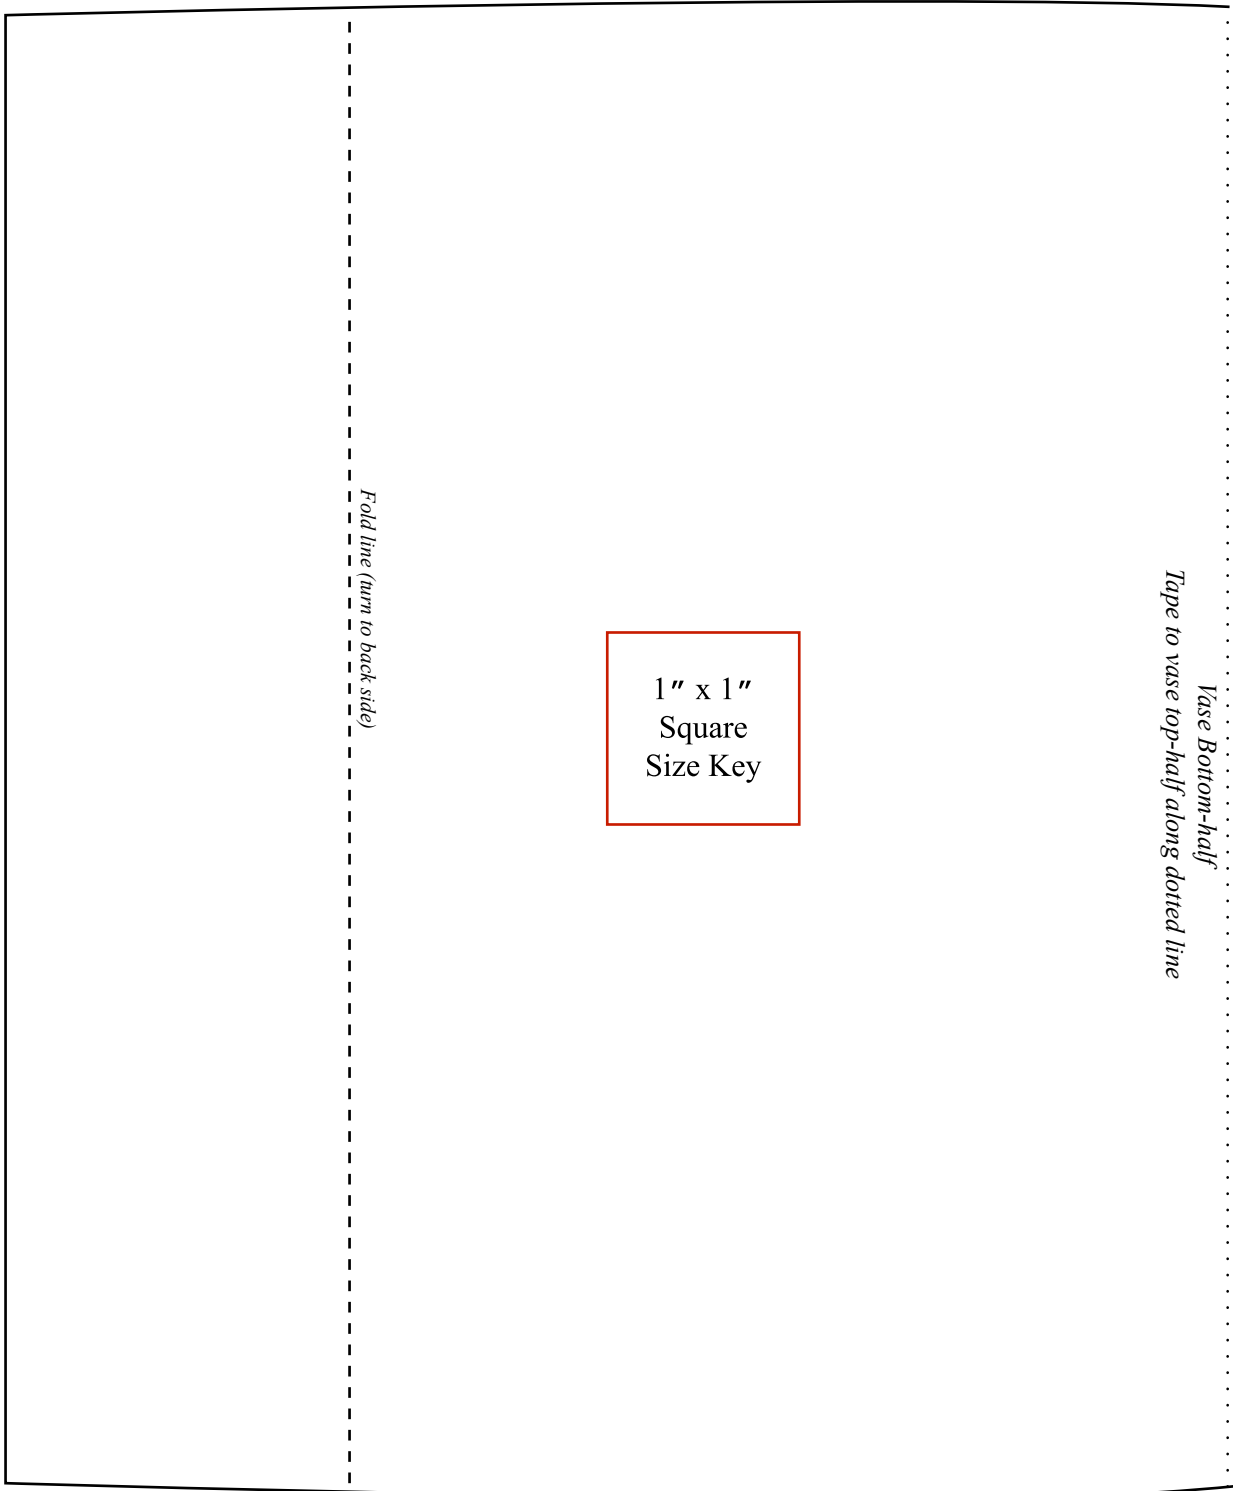 Fold line (turn to back side)
1″ x 1″
Square
Size Key
Vase Bottom-half
Tape to vase top-half along dotted line